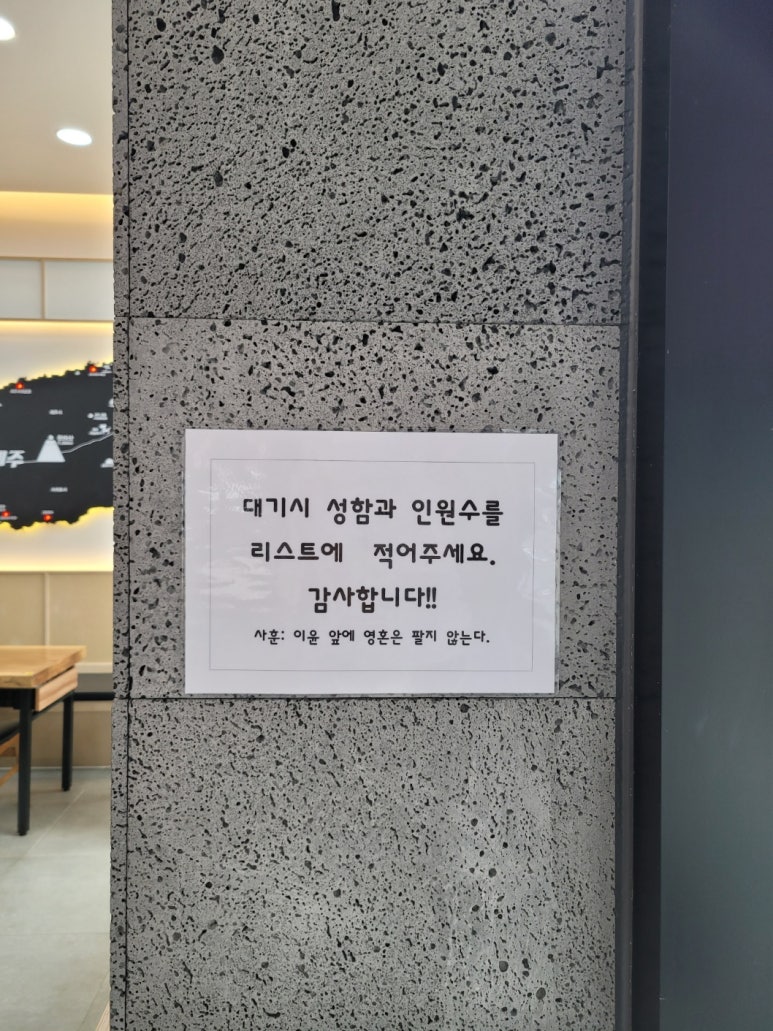 대기시 성함과 인원수를
리스트에 적어주세요.
감사합니다!!
사훈: 이윤 앞에 영혼은 팔지 않는다.